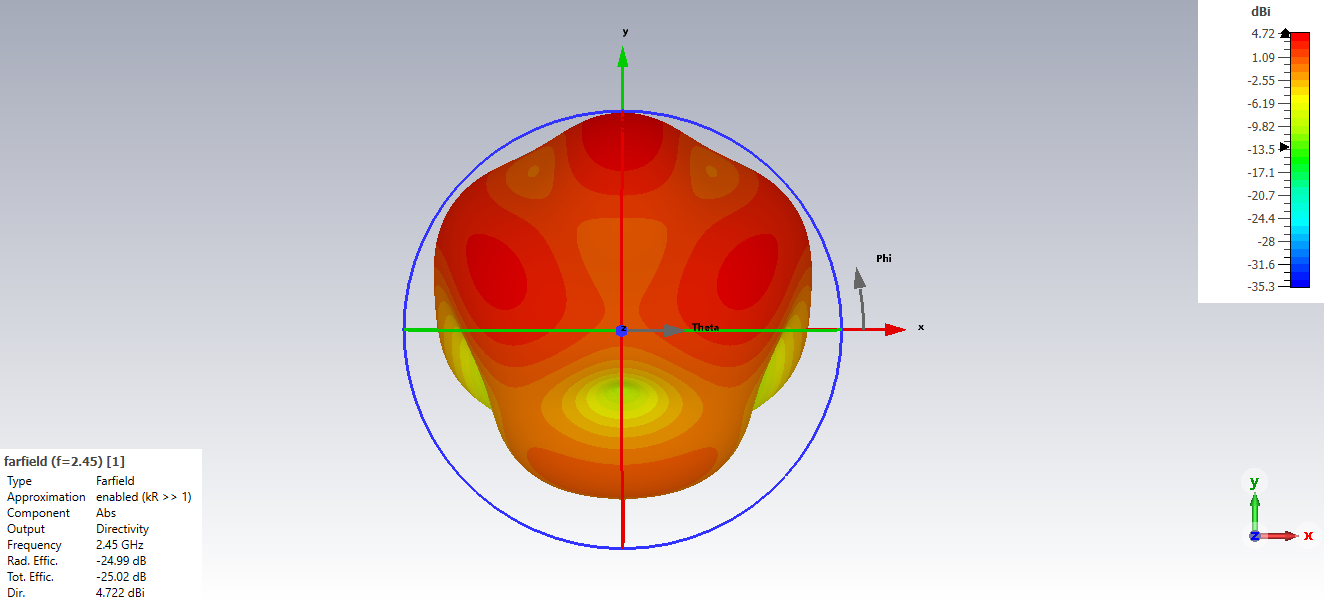 dBi
4.72
1.09
-2.55
-6.19
-9.82
-13.5
-17.1
-20.7
-24.4
-28
-31.6
-35.3
y
Phi
z
Theta
x
farfield (f=2.45) [1]
Type Farfield
Approximation enabled (kR >> 1)
Component Abs
Output Directivity
Frequency 2.45 GHz
Rad. Effic. -24.99 dB
Tot. Effic. -25.02 dB
Dir. 4.722 dBi
y
z
x